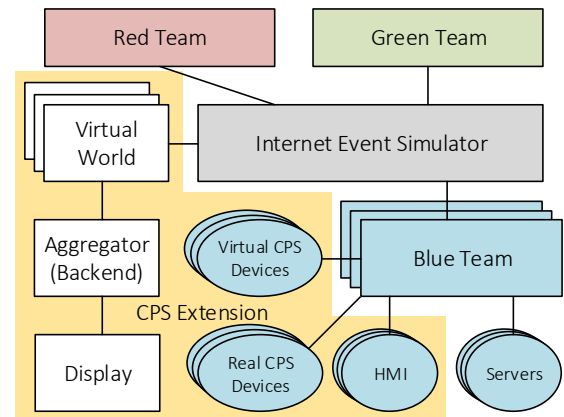 Red Team
Green Team
Virtual
World
Internet Event Simulator
Aggregator
(Backend)
Virtual CPS
Devices
Blue Team
CPS Extension
Display
Real CPS
Devices
HMI
Servers